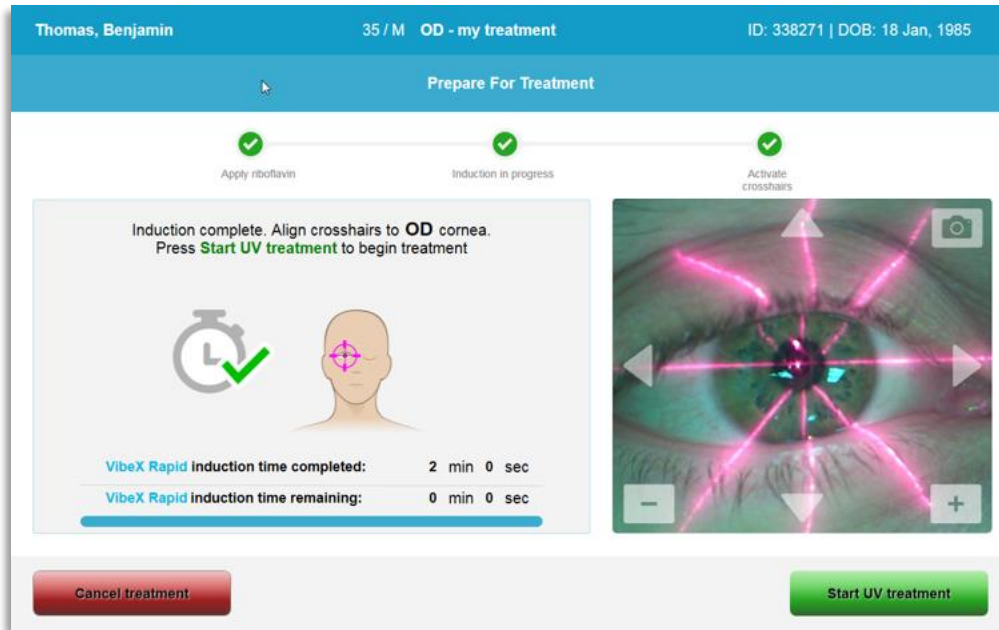 Thomas, Benjamin 35 / M OD - my treatment ID: 338271 | DOB: 18 Jan, 1985
Prepare For Treatment
Apply riboflavin Induction in progress Activate
crosshairs
Induction complete. Align crosshairs to OD cornea.
Press Start UV treatment to begin treatment
VibeX Rapid induction time completed: 2 min 0 sec
VibeX Rapid induction time remaining: 0 min 0 sec
Cancel treatment Start UV treatment